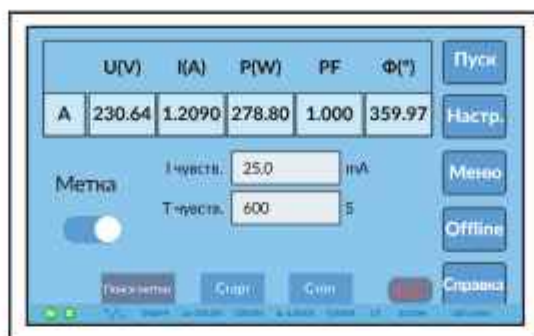 U(V) I(A) P(W) PF Ф(°)
A 230.64 1.2090 278.80 1.000 359.97
Метка
I чувств. 25.0 mA
T чувств. 600 S
Старт Стоп
Пуск
Настр.
Меню
Offline
Справка